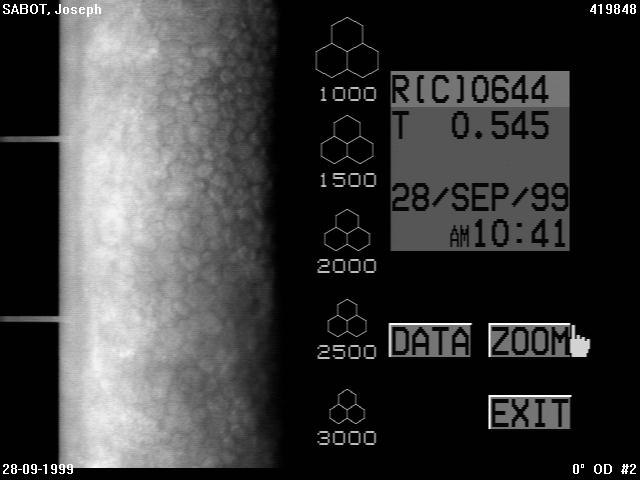 SABOT, Joseph
419848
1000
1500
2000
2500
3000
R[C]0644
T 0.545
28/SEP/99
AM10:41
DATA
ZOOM
EXIT
28-09-1999
0° OD #2